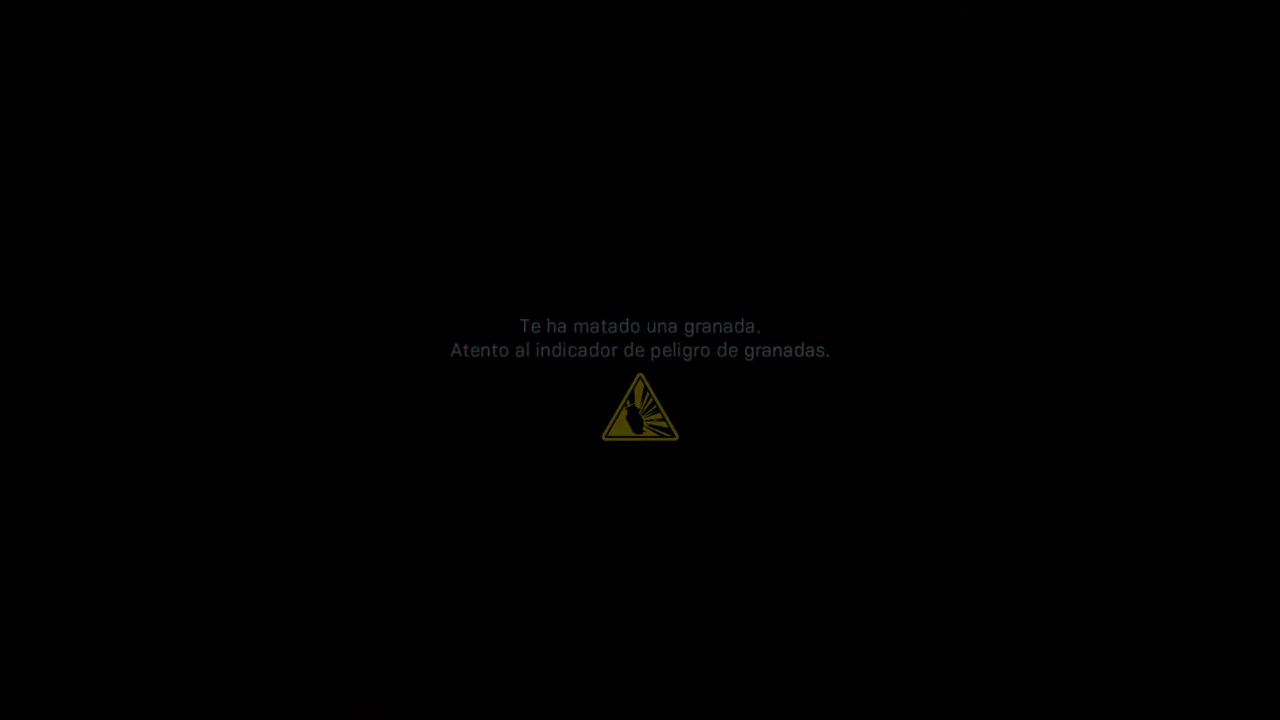 Te ha matado una granada.
Atento al indicador de peligro de granadas.